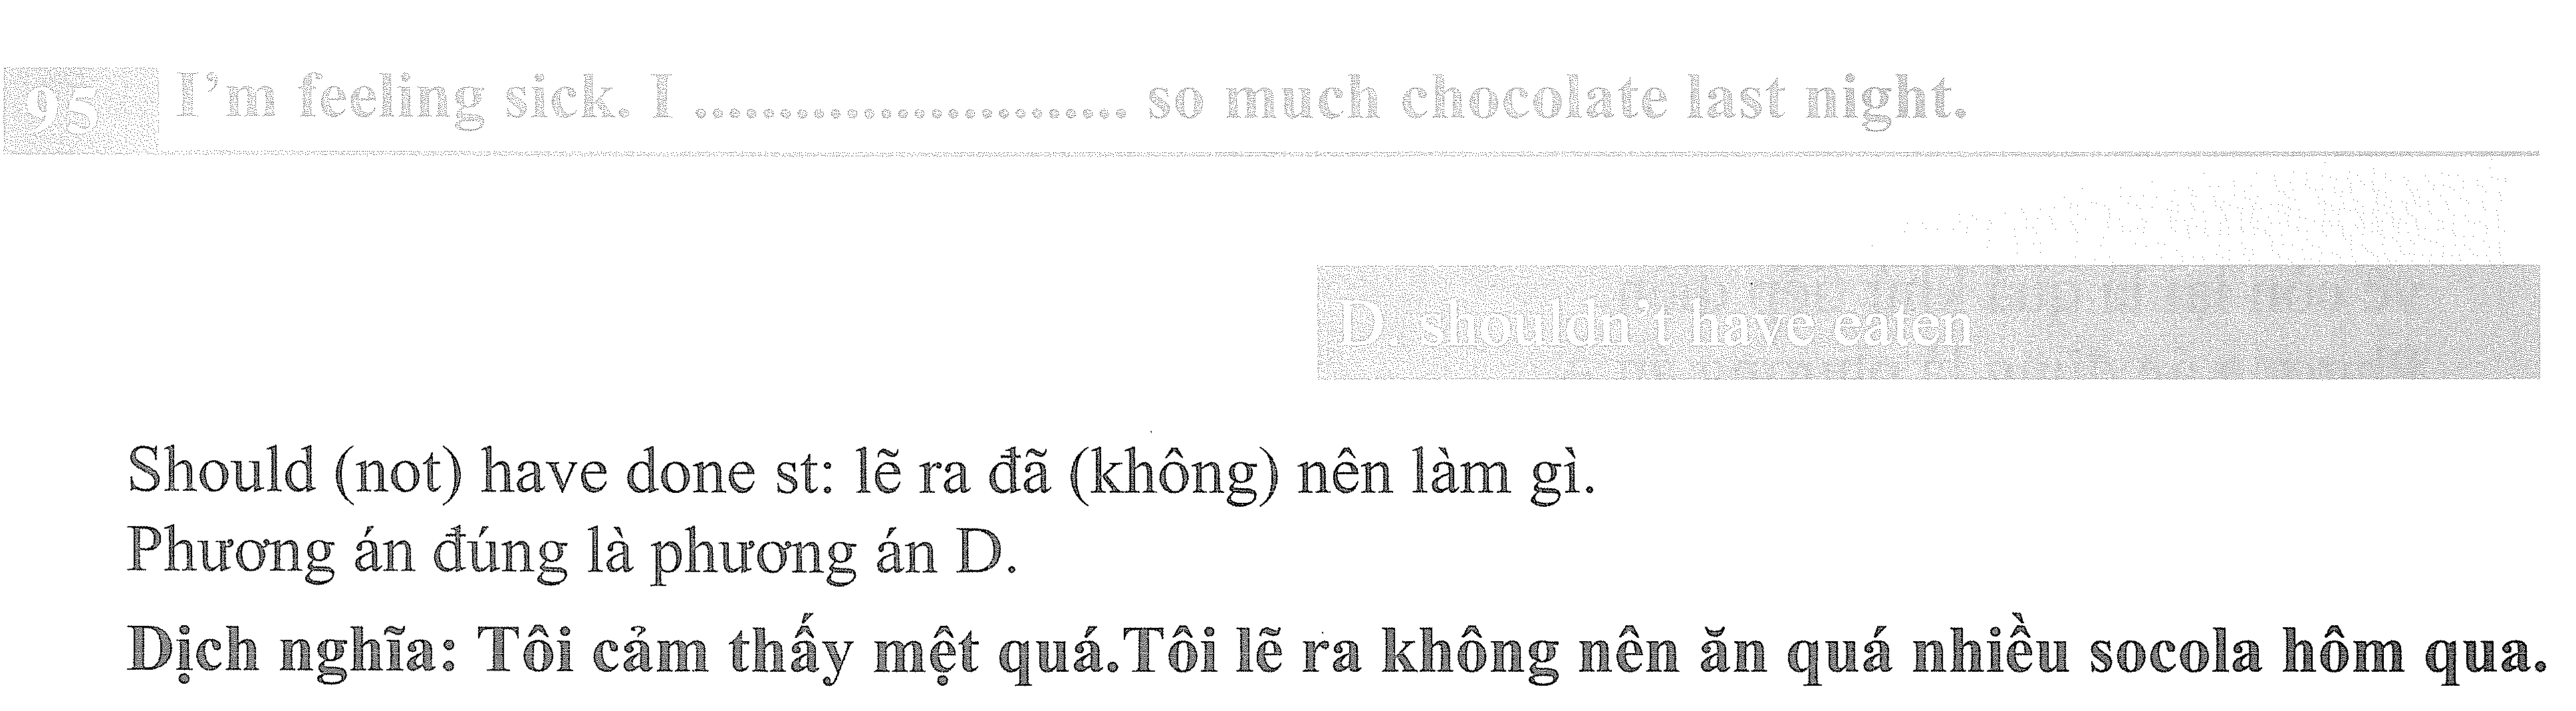 95 I'm feeling sick. I .......................... so much chocolate last night.
D. shouldn't have eaten
Should (not) have done st: lẽ ra đã (không) nên làm gì.
Phương án đúng là phương án D.
Dịch nghĩa: Tôi cảm thấy mệt quá.Tôi lẽ ra không nên ăn quá nhiều socola hôm qua.